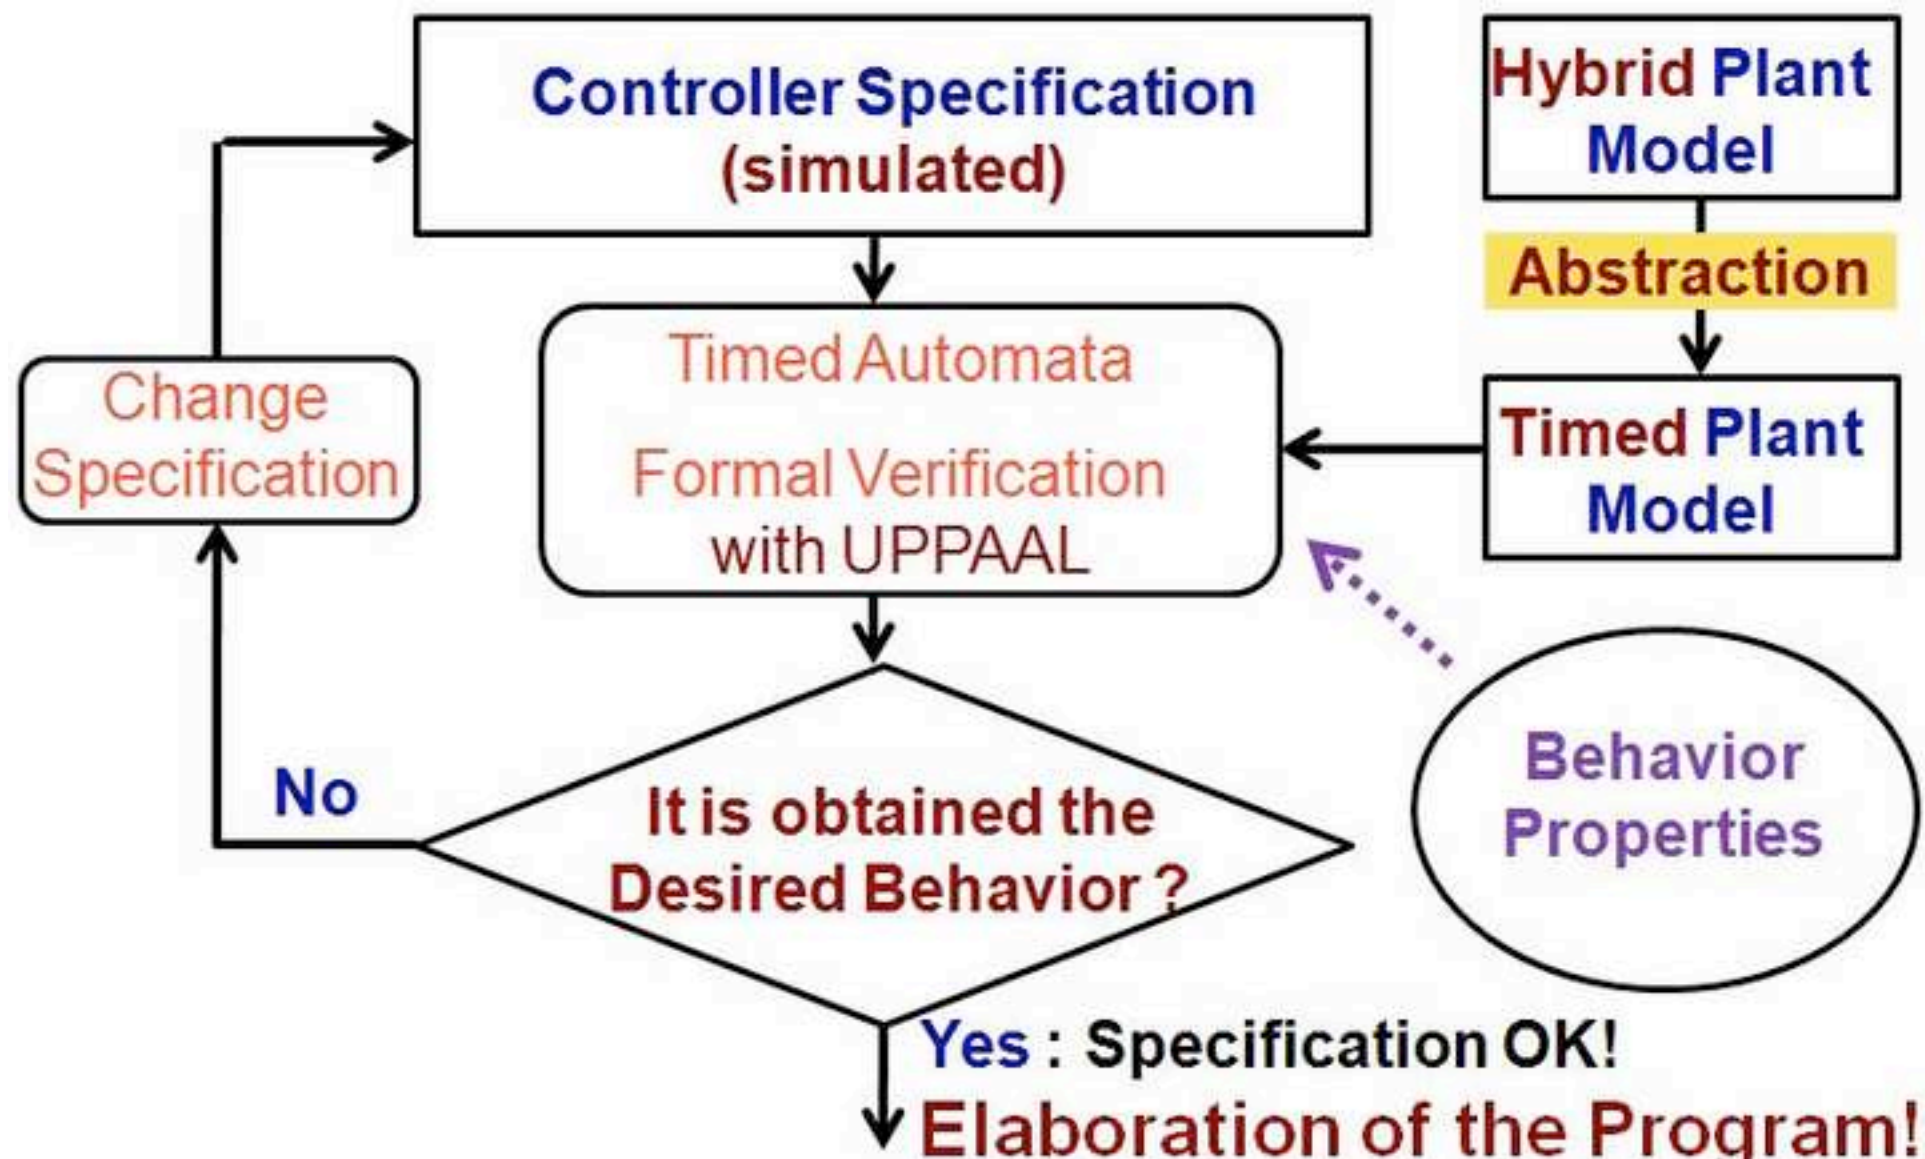 Controller Specification
(simulated)
Hybrid Plant
Model
Abstraction
Timed Plant
Model
Timed Automata
Formal Verification
with UPPAAL
Change
Specification
Behavior
Properties
No
It is obtained the
Desired Behavior ?
Yes : Specification OK!
Elaboration of the Program!